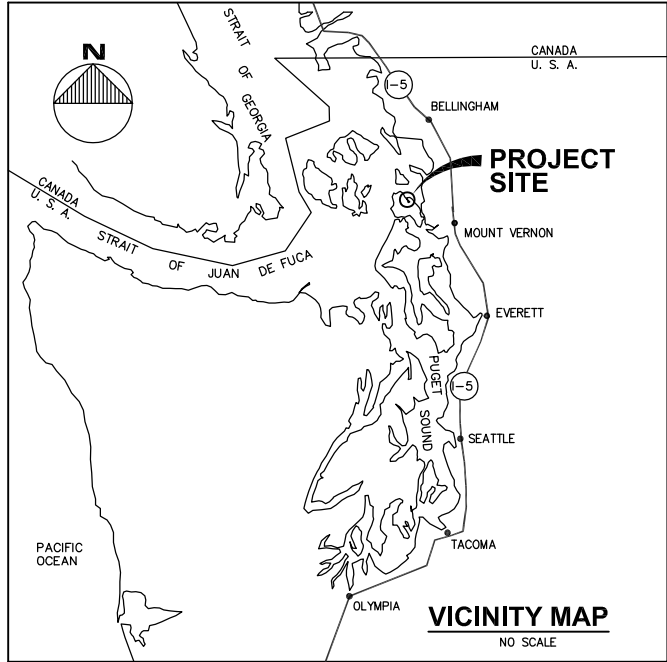 STRAIT OF GEORGIA
CANADA
U. S. A.
N
I-5
BELLINGHAM
PROJECT
SITE
CANADA
U. S. A.
STRAIT OF JUAN DE FUCA
MOUNT VERNON
EVERETT
PUGET
SOUND
I-5
SEATTLE
PACIFIC
OCEAN
TACOMA
OLYMPIA
VICINITY MAP
NO SCALE